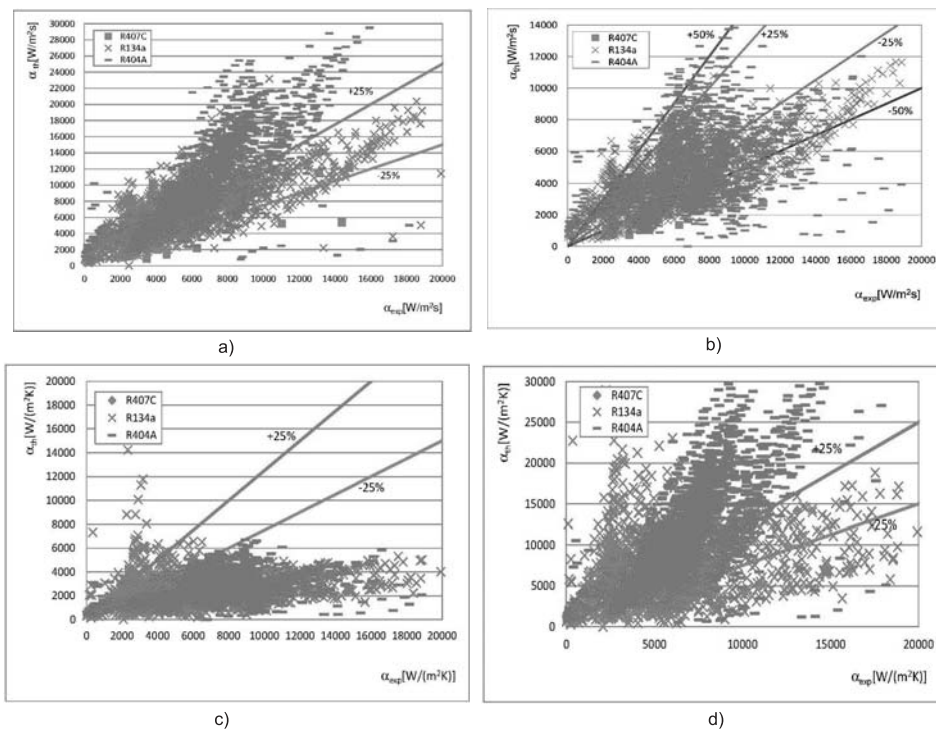 α th[W/m²s]
30000
28000
26000
24000
22000
20000
18000
16000
14000
12000
10000
8000
6000
4000
2000
0
R407C
R134a
R404A
+25%
-25%
0 2000 4000 6000 8000 10000 12000 14000 16000 18000 20000
αexp[W/m²s]
a)
αth[W/m²s]
14000
12000
10000
8000
6000
4000
2000
0
R407C
R134a
R404A
+50%
+25%
-25%
-50%
0 2000 4000 6000 8000 10000 12000 14000 16000 18000 20000
αexp[W/m²s]
b)
αth[W/(m²K)]
20000
18000
16000
14000
12000
10000
8000
6000
4000
2000
0
R407C
R134a
R404A
+25%
-25%
0 2000 4000 6000 8000 10000 12000 14000 16000 18000 20000
αexp[W/(m²K)]
c)
αth[W/(m²K)]
30000
25000
20000
15000
10000
5000
0
R407C
R134a
R404A
+25%
-25%
0 5000 10000 15000 20000
αexp[W/(m²K)]
d)